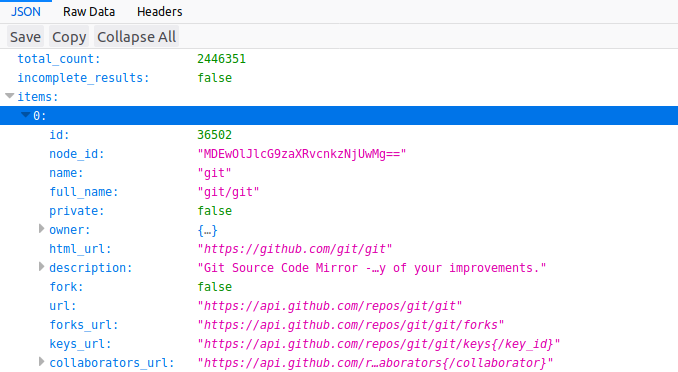 JSON Raw Data Headers
Save Copy Collapse All
total_count: 2446351
incomplete_results: false
items:
0:
id: 36502
node_id: "MDEwOlJlcG9zaXRvcnkzNjUwMg=="
name: "git"
full_name: "git/git"
private: false
owner: {…}
html_url: "https://github.com/git/git"
description: "Git Source Code Mirror -…y of your improvements."
fork: false
url: "https://api.github.com/repos/git/git"
forks_url: "https://api.github.com/repos/git/git/forks"
keys_url: "https://api.github.com/repos/git/git/keys{/key_id}"
collaborators_url: "https://api.github.com/r…aborators{/collaborator}"